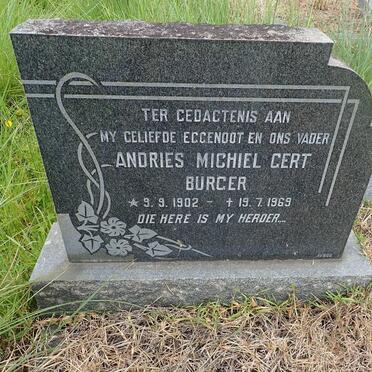 TER GEDAGTENIS AAN
MY GELIEFDE EGGENOOT EN ONS VADER
ANDRIES MICHIEL GERT
BURGER
* 9. 9. 1902 - + 19. 7. 1969
DIE HERE IS MY HERDER...